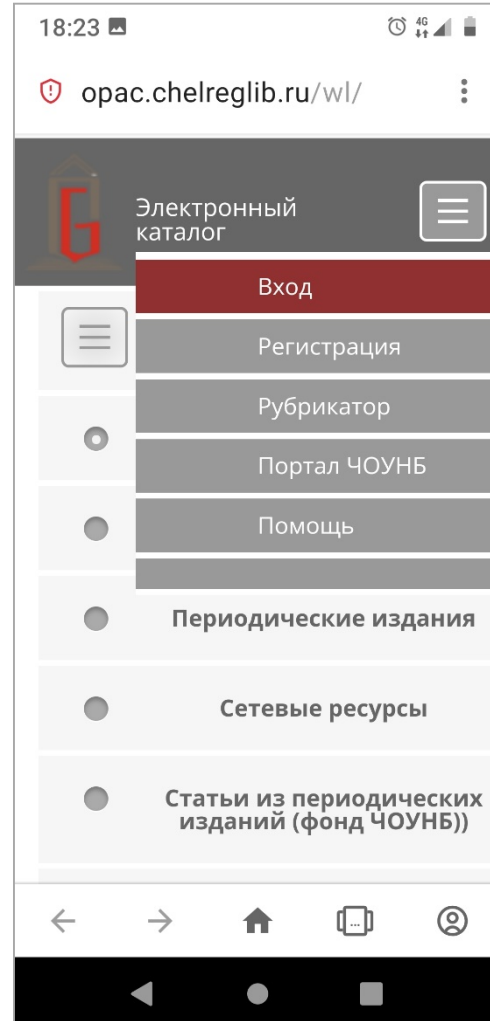 18:23
4G
opac.chelreglib.ru/wl/
Электронный
каталог
Вход
Регистрация
Рубрикатор
Портал ЧОУНБ
Помощь
Периодические издания
Сетевые ресурсы
Статьи из периодических
изданий (фонд ЧОУНБ))